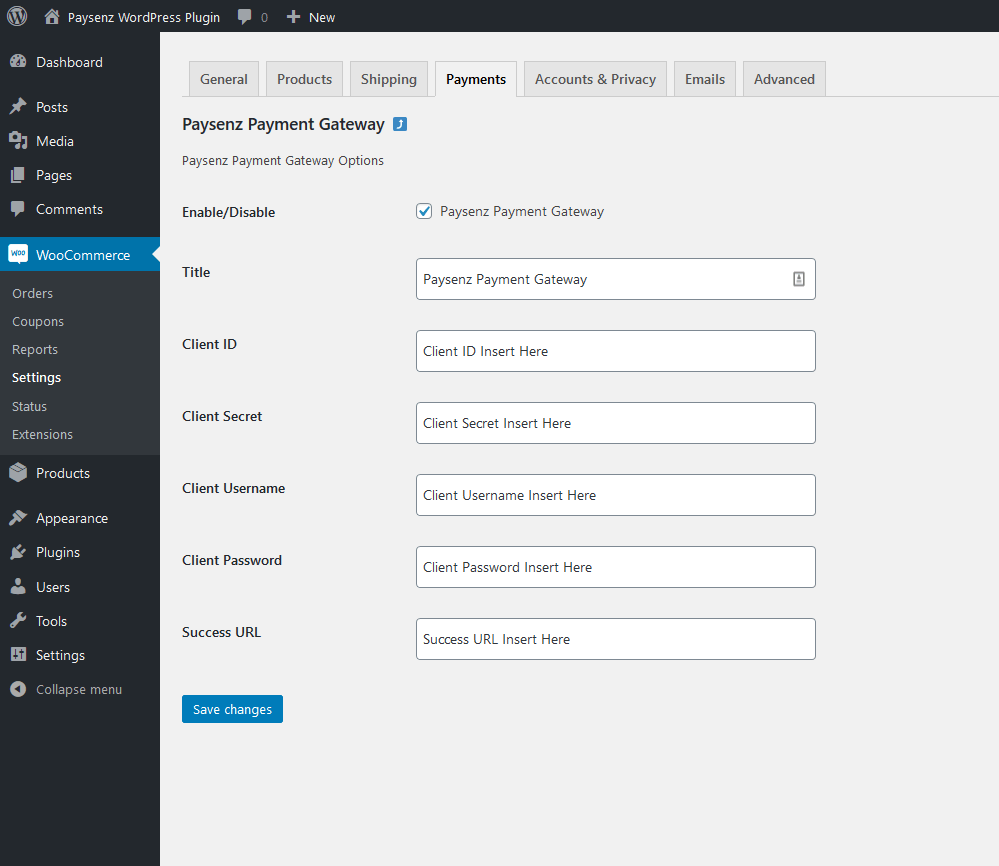 Paysenz WordPress Plugin 0 New
Dashboard
Posts
Media
Pages
Comments
WOO WooCommerce
Orders
Coupons
Reports
Settings
Status
Extensions
Products
Appearance
Plugins
Users
Tools
Settings
Collapse menu
General Products Shipping Payments Accounts & Privacy Emails Advanced
Paysenz Payment Gateway
Paysenz Payment Gateway Options
Enable/Disable Paysenz Payment Gateway
Title Paysenz Payment Gateway
Client ID Client ID Insert Here
Client Secret Client Secret Insert Here
Client Username Client Username Insert Here
Client Password Client Password Insert Here
Success URL Success URL Insert Here
Save changes